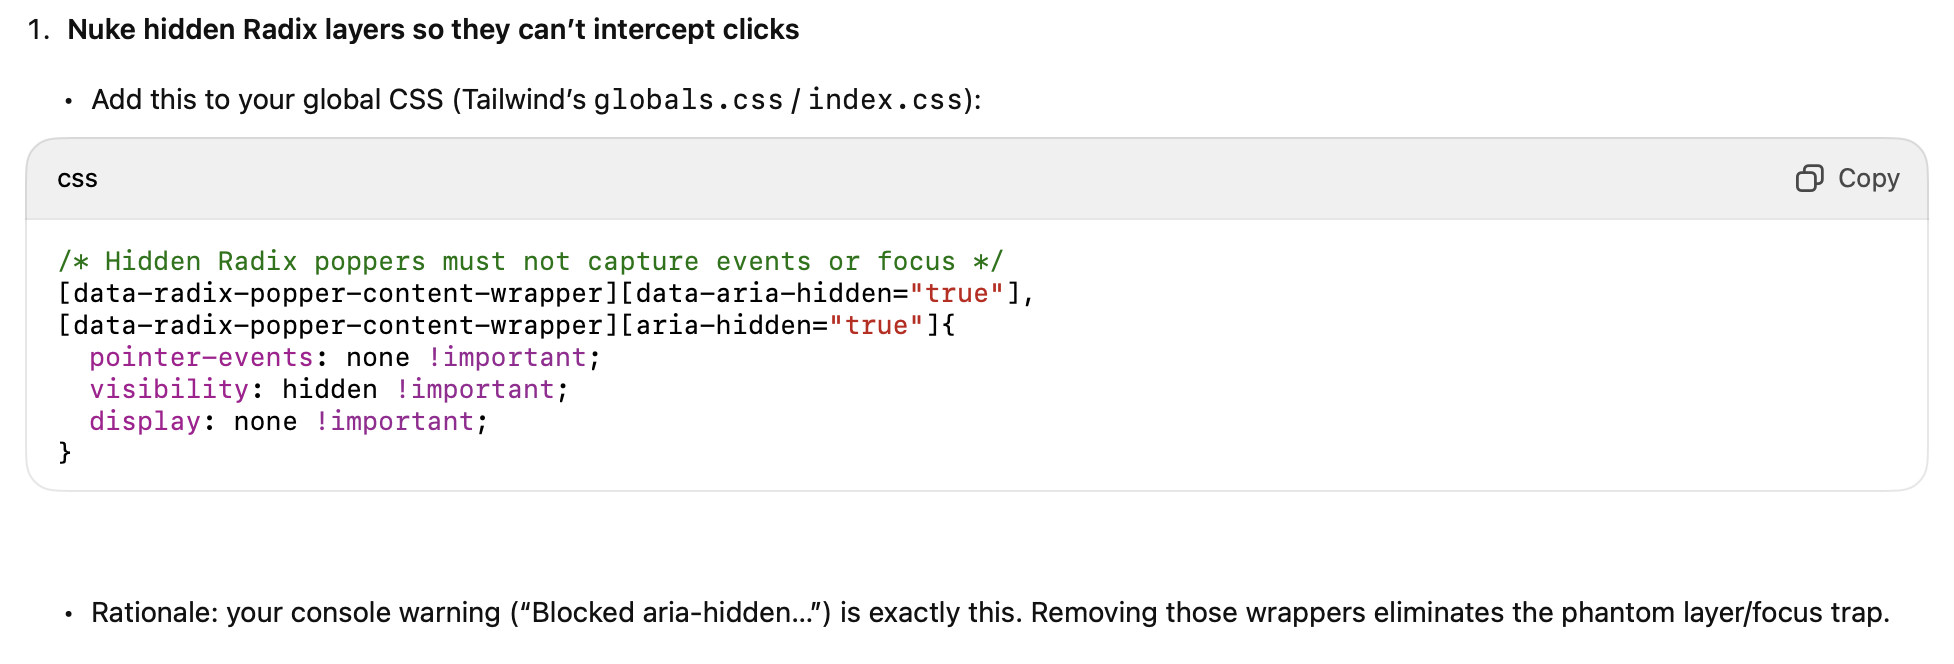 1. Nuke hidden Radix layers so they can’t intercept clicks
• Add this to your global CSS (Tailwind’s globals.css / index.css):
css
Copy
/* Hidden Radix poppers must not capture events or focus */
[data-radix-popper-content-wrapper][data-aria-hidden="true"],
[data-radix-popper-content-wrapper][aria-hidden="true"]{
  pointer-events: none !important;
  visibility: hidden !important;
  display: none !important;
}
• Rationale: your console warning (“Blocked aria-hidden…”) is exactly this. Removing those wrappers eliminates the phantom layer/focus trap.